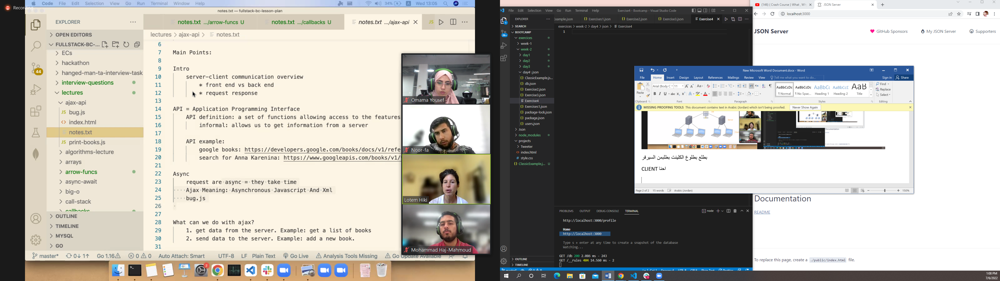 Recording
Code File Edit Selection View Go Run Terminal Window Help
34% A Wed 13:05
notes.txt — fullstack-bc-lesson-plan
EXPLORER
notes.txt .../arrow-funcs U
notes.txt .../callbacks U
notes.txt .../ajax-api
JS
lectures > ajax-api > notes.txt
OPEN EDITORS
FULLSTACK-BC-...
ECs
hackathon
hanged-man-ta-interview-task
interview-questions
lectures
ajax-api
JS bug.js
<> index.html
notes.txt
JS print-books.js
algorithms-lecture
arrays
arrow-funcs
async-await
big-o
call-stack
callbacks
OUTLINE
TIMELINE
MYSQL
GO
44
6
7 Main Points:
8
9 Intro
10 server-client communication overview
11 * front end vs back end
12 * request response
13
14 API = Application Programming Interface
15 API definition: a set of functions allowing access to the features
16 informal: allows us to get information from a server
17
18 API example:
19 google books: https://developers.google.com/books/docs/v1/refe
20 search for Anna Karenina: https://www.googleapis.com/books/v1/
21
22 Async
23 request are async = they take time
24 Ajax Meaning: Asynchronous Javascript And Xml
25 bug.js
26
27
28 What can we do with ajax?
29 1. get data from the server. Example: get a list of books
30 2. send data to the server. Example: add a new book.
31
master* 0↓ 1↑ Go 1.16 0 0 Auto Attach: Smart UTF-8 LF Plain Text Go Live Analysis Tools Missing Go Update Available
2
Omama Yousef
Noor-fa
Lotem Hiki
Mohammad Haj-Mahmoud
File Edit Selection View Go Run Terminal Help
Exercise4 - Bootcamp - Visual Studio Code
EXPLORER
Example.json
{} Exercises1.json
{} Exercise2.json
{} Exercise3.json
Exercise4
exercices > week-2 > day4 > json > Exercise4
1
SEARCH
BOOTCAMP
exercices
week-1
week-2
day1
day2
day3
day4 \ json
{} ClassicExample.js...
{} db.json
{} Exercise2.json
{} Exercise3.json
Exercise4
{} Exercises1.json
{} package-lock.json
{} package.json
{} users.json
Json
node_modules
projects
Tweeter
<> index.html
# style.css
{} ClassicExample.j... U
OUTLINE
TIMELINE
1
2K+
PROBLEMS OUTPUT DEBUG CONSOLE TERMINAL
node
http://localhost:3000/profile
Home
http://localhost:3000
Type s + enter at any time to create a snapshot of the database
Watching...
GET /db 200 2.086 ms - 243
GET /__rules 404 14.560 ms - 2
(146) ( Crash Course ) What , Wh
JSON Server
localhost:3000
JSON Server
GitHub Sponsors
My JSON Server
Supporters
New Microsoft Word Document.docx - Word
File Home Insert Design Layout References Mailings Review View Tell me what you want to do...
Sign in Share
Paste
Arial (Body C 11
B I U abc X₂ X²
Clipboard Font Paragraph Styles Editing
AaBbCcDc AaBbCcDc AaBbCc AaBbCcE AaB
¶ Normal ¶ No Spac... Heading 1 Heading 2 Title
Find
Replace
Select
MISSING PROOFING TOOLS This document contains text in Arabic (Jordan) which isn't being proofed. Never Show Again
بطلع بطلوع الكلينت بطلبمن السيرفر
احنا CLIENT
Page 2 of 2 15 words Arabic (Jordan)
150%
Documentation
README
To replace this page, create a ./public/index.html file.
1:08 PM
7/6/2022